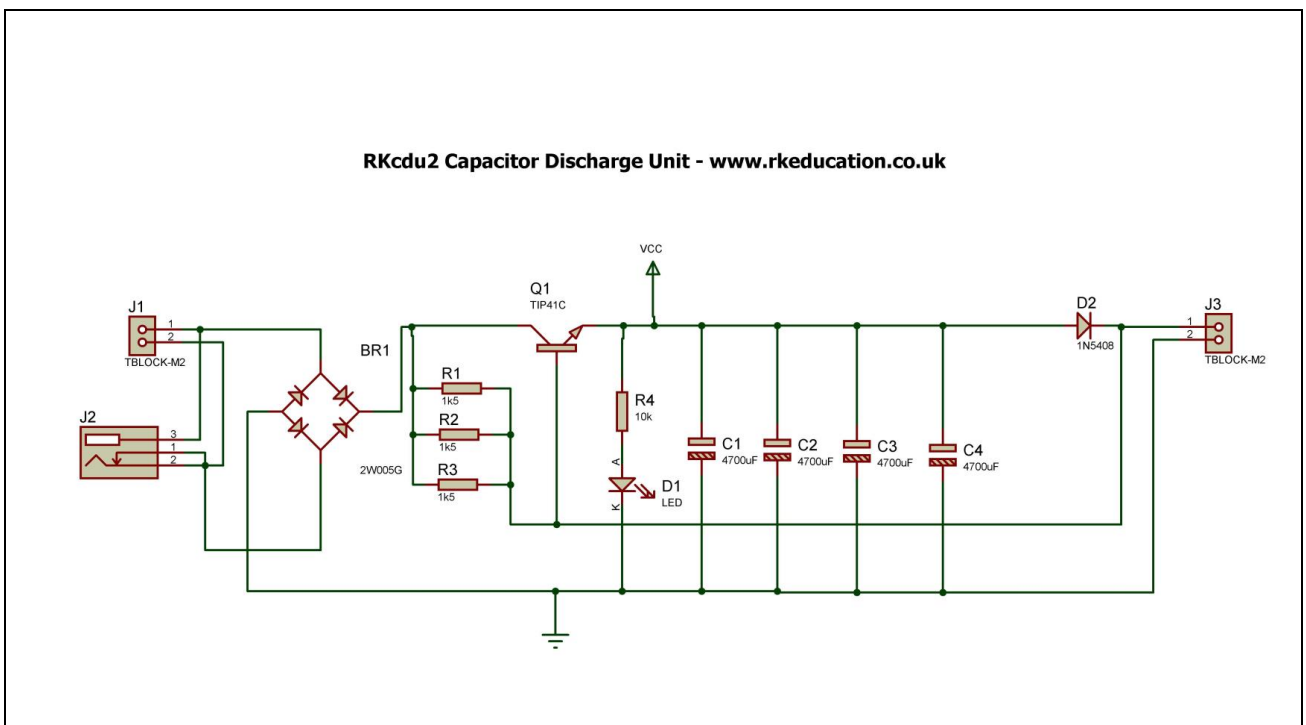 RKcdu2 Capacitor Discharge Unit - www.rkeducation.co.uk
VCC
Q1
TIP41C
J1
1
2
TBLOCK-M2
BR1
2W005G
J2
3
1
2
R1
1k5
R2
1k5
R3
1k5
R4
10k
A
K
D1
LED
C1
4700uF
C2
4700uF
C3
4700uF
C4
4700uF
D2
1N5408
J3
1
2
TBLOCK-M2